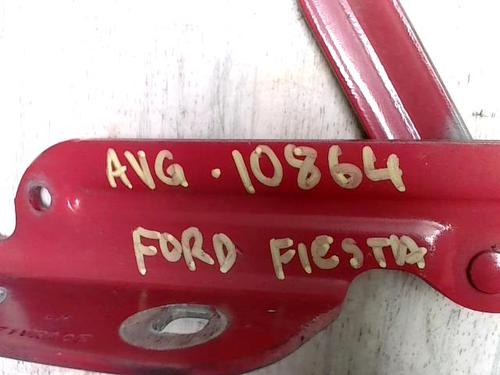 AVG · 10864
FORD FIESTA